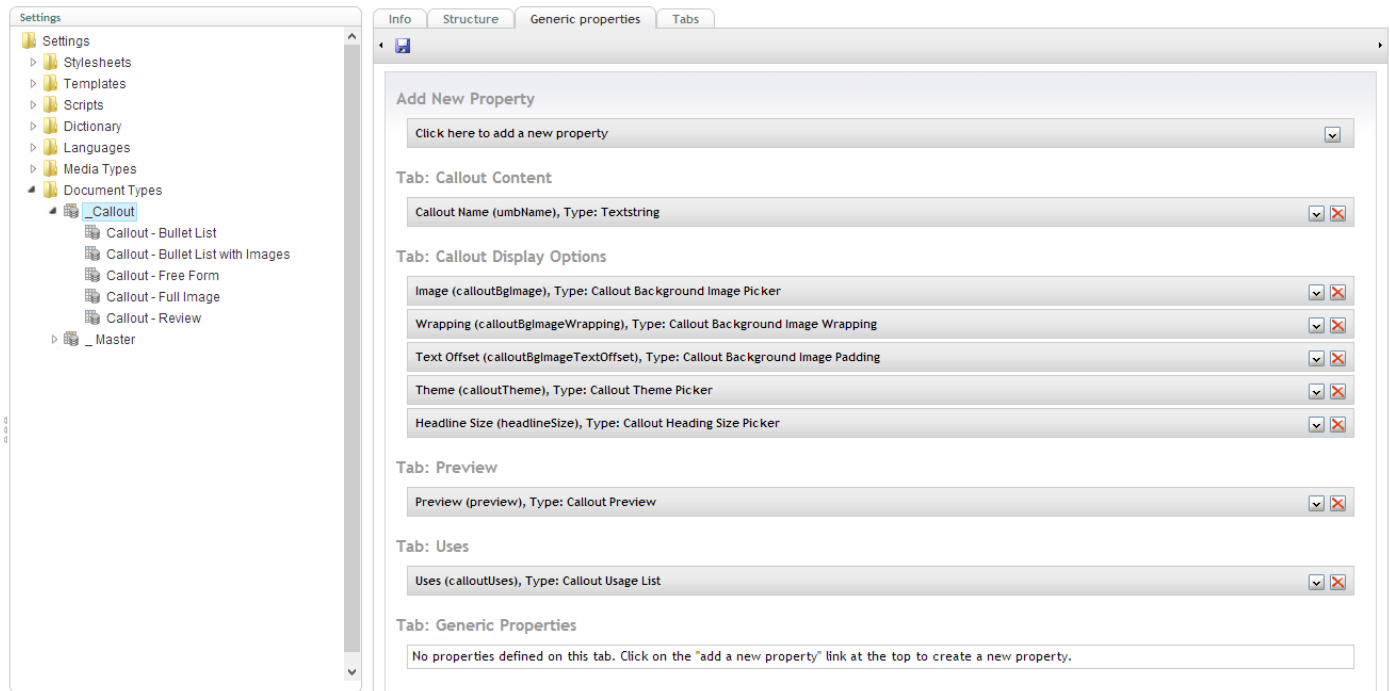 Settings
Settings
Stylesheets
Templates
Scripts
Dictionary
Languages
Media Types
Document Types
_Callout
Callout - Bullet List
Callout - Bullet List with Images
Callout - Free Form
Callout - Full Image
Callout - Review
_ Master
Info Structure Generic properties Tabs
Add New Property
Click here to add a new property
Tab: Callout Content
Callout Name (umbName), Type: Textstring
Tab: Callout Display Options
Image (calloutBgImage), Type: Callout Background Image Picker
Wrapping (calloutBgImageWrapping), Type: Callout Background Image Wrapping
Text Offset (calloutBgImageTextOffset), Type: Callout Background Image Padding
Theme (calloutTheme), Type: Callout Theme Picker
Headline Size (headlineSize), Type: Callout Heading Size Picker
Tab: Preview
Preview (preview), Type: Callout Preview
Tab: Uses
Uses (calloutUses), Type: Callout Usage List
Tab: Generic Properties
No properties defined on this tab. Click on the "add a new property" link at the top to create a new property.